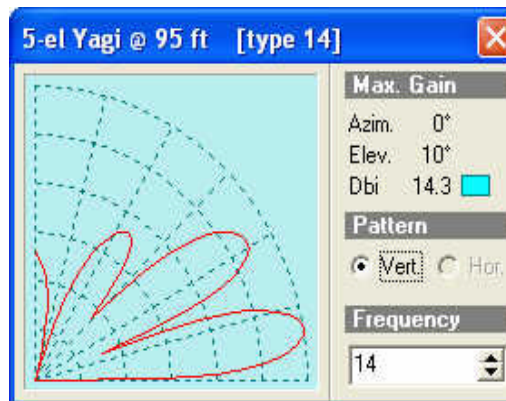 5-el Yagi @ 95 ft [type 14]
Max. Gain
Azim. 0°
Elev. 10°
Dbi 14.3
Pattern
Vert. Hor.
Frequency
14